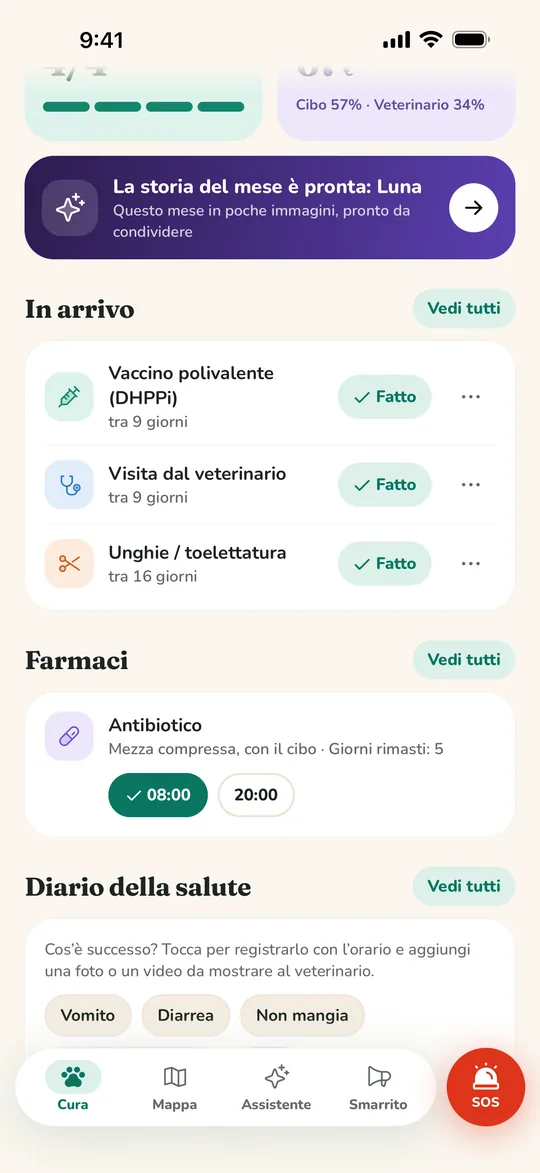 9:41
Cibo 57% · Veterinario 34%
La storia del mese è pronta: Luna
Questo mese in poche immagini, pronto da
condividere
In arrivo
Vedi tutti
Vaccino polivalente
(DHPPi)
tra 9 giorni
Fatto
Visita dal veterinario
tra 9 giorni
Fatto
Unghie / toelettatura
tra 16 giorni
Fatto
Farmaci
Vedi tutti
Antibiotico
Mezza compressa, con il cibo · Giorni rimasti: 5
08:00
20:00
Diario della salute
Vedi tutti
Cos’è successo? Tocca per registrarlo con l’orario e aggiungi
una foto o un video da mostrare al veterinario.
Vomito
Diarrea
Non mangia
Cura
Mappa
Assistente
Smarrito
SOS